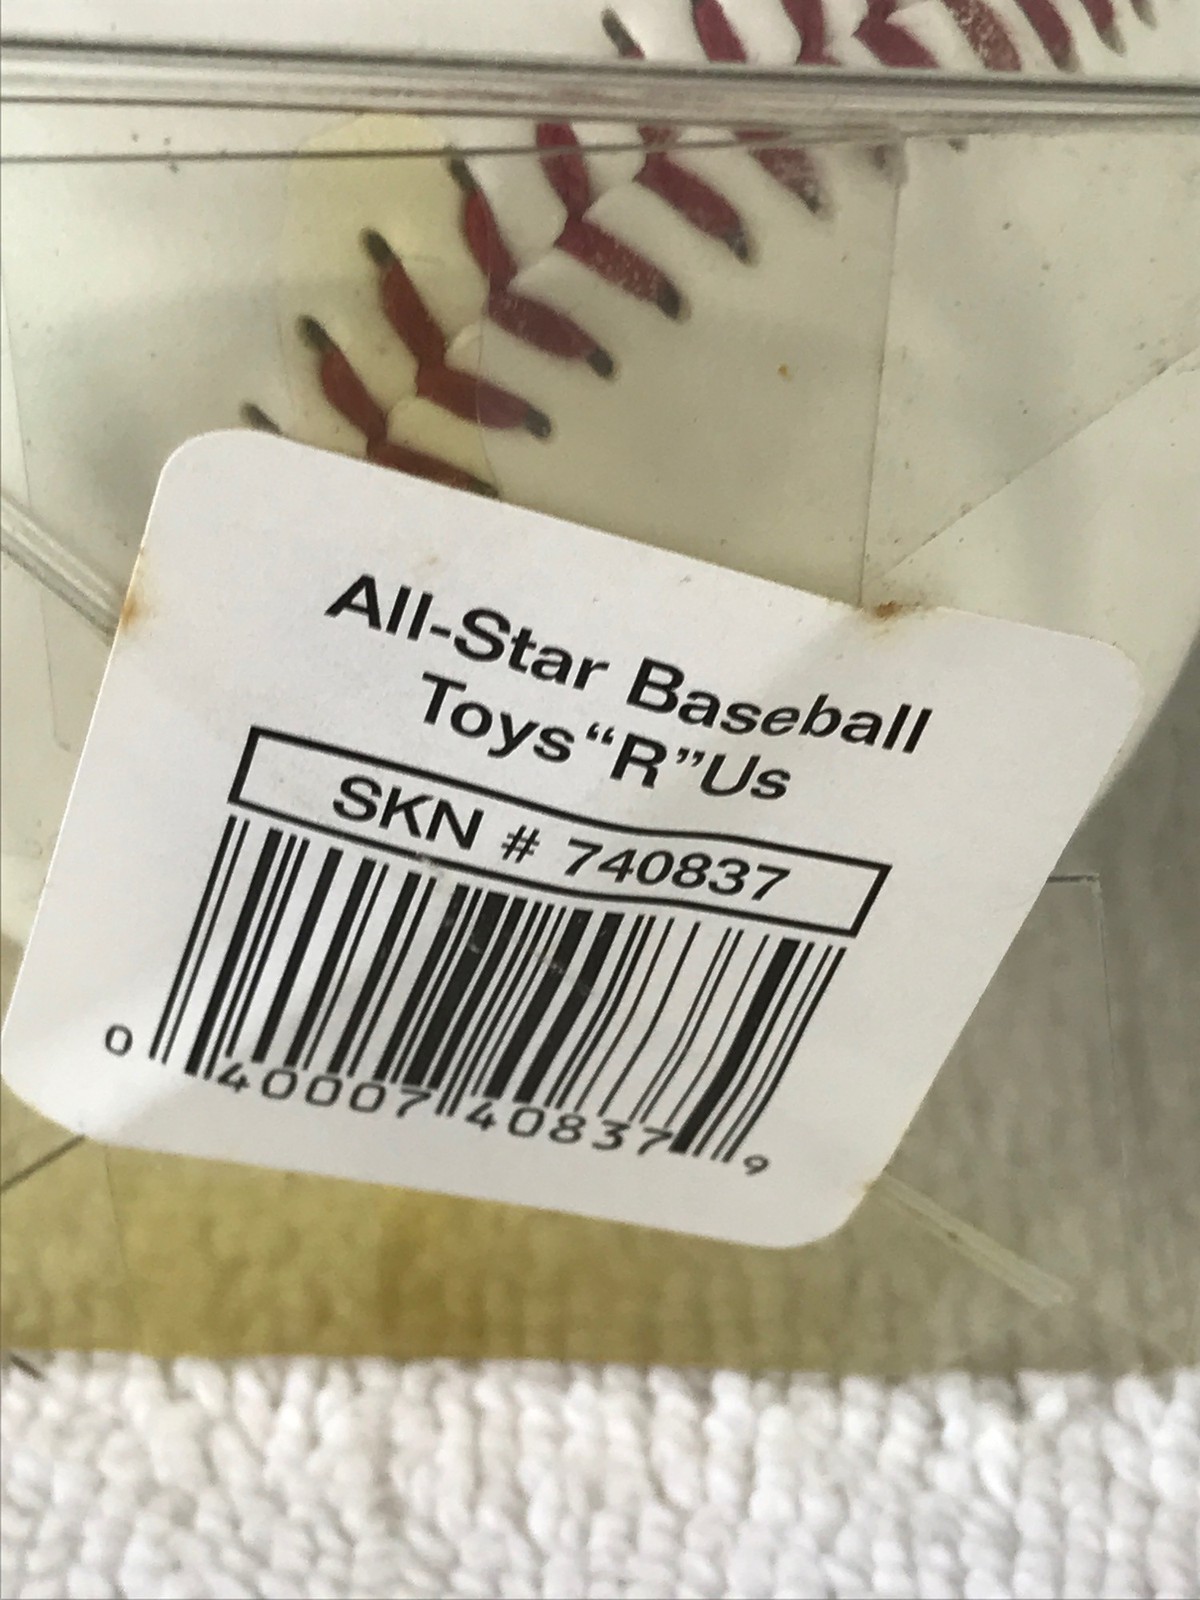 All-Star Baseball
Toys“R”Us
SKN # 740837
0 40007 40837 9